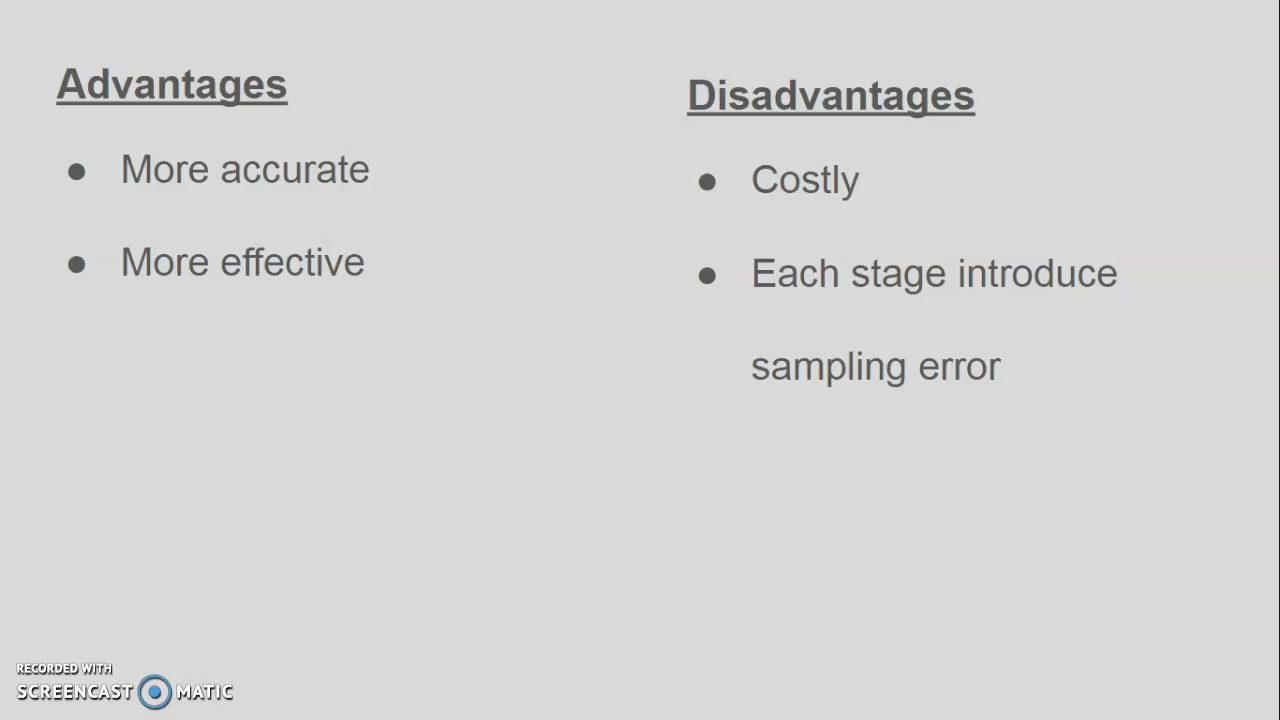 Advantages
● More accurate
● More effective
Disadvantages
● Costly
● Each stage introduce
sampling error
RECORDED WITH
SCREENCAST MATIC